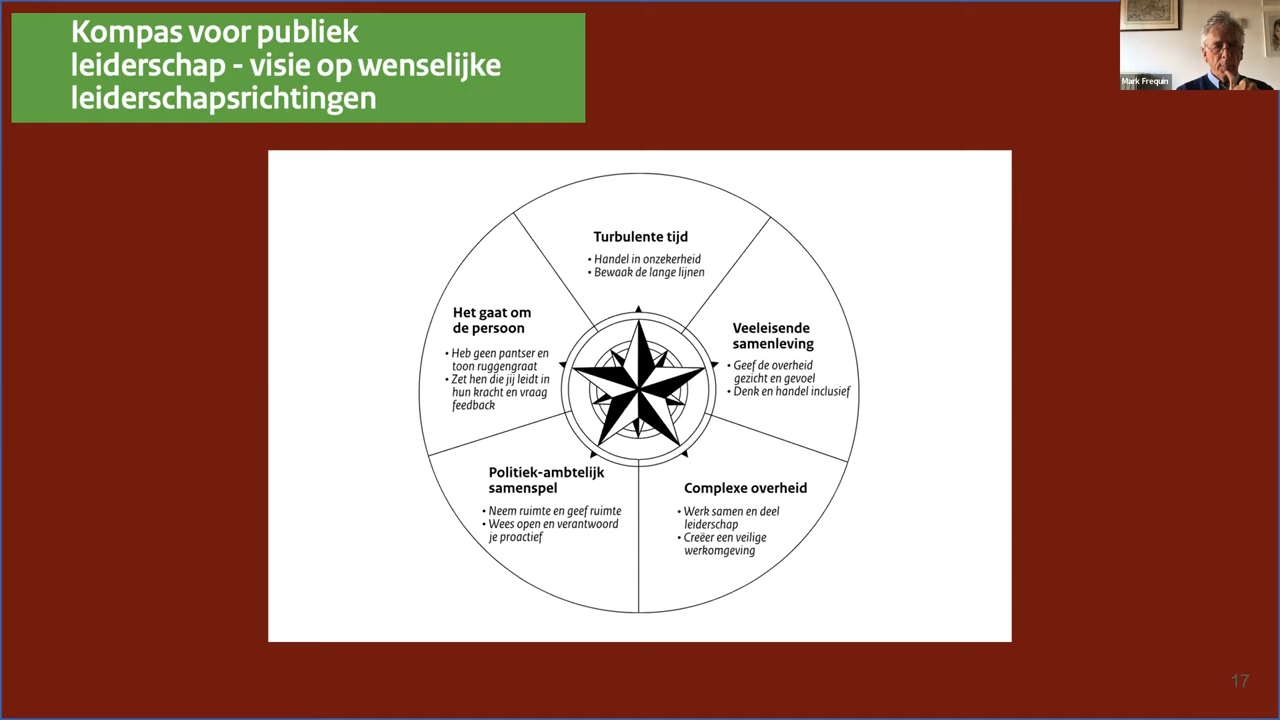 Kompas voor publiek
leiderschap - visie op wenselijke
leiderschapsrichtingen
Mark Frequin
Turbulente tijd
• Handel in onzekerheid
• Bewaak de lange lijnen
Het gaat om
de persoon
• Heb geen pantser en
toon ruggengraat
• Zet hen die jij leidt in
hun kracht en vraag
feedback
Veeleisende
samenleving
• Geef de overheid
gezicht en gevoel
• Denk en handel inclusief
Politiek-ambtelijk
samenspel
• Neem ruimte en geef ruimte
• Wees open en verantwoord
je proactief
Complexe overheid
• Werk samen en deel
leiderschap
• Creëer een veilige
werkomgeving
17